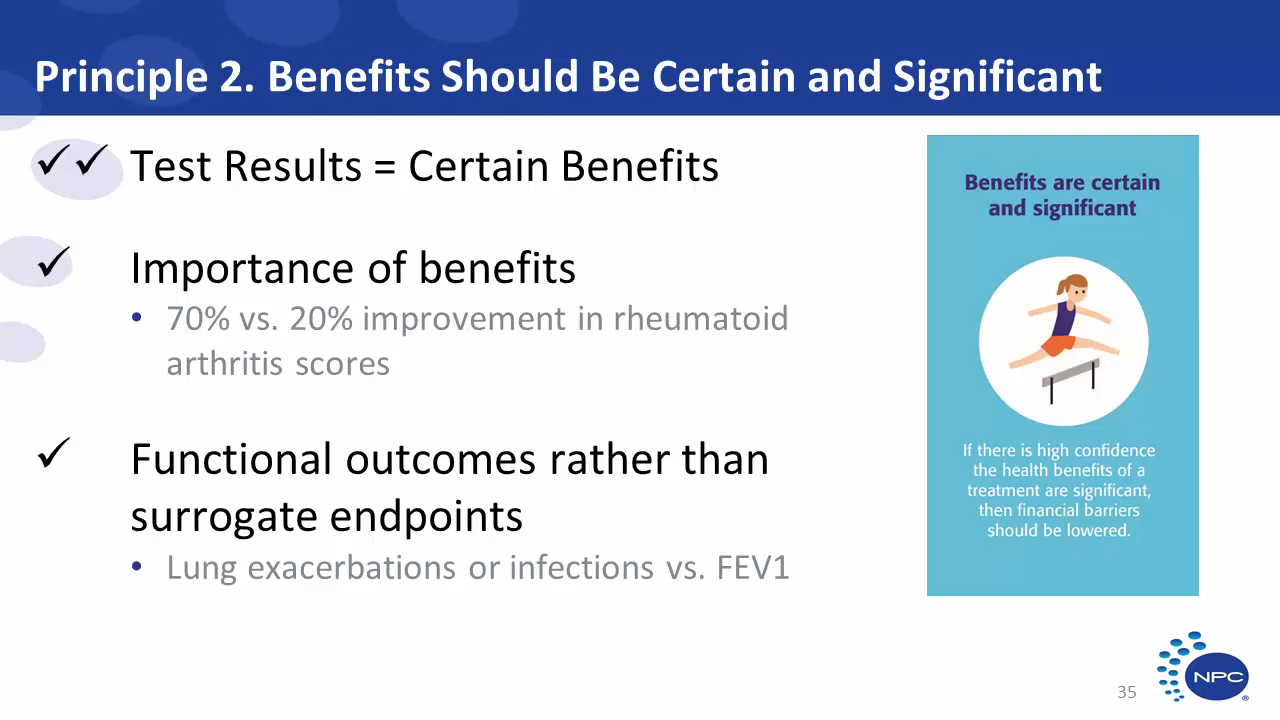 Principle 2. Benefits Should Be Certain and Significant
✓✓ Test Results = Certain Benefits
✓ Importance of benefits
• 70% vs. 20% improvement in rheumatoid
arthritis scores
✓ Functional outcomes rather than
surrogate endpoints
• Lung exacerbations or infections vs. FEV1
Benefits are certain
and significant
If there is high confidence
the health benefits of a
treatment are significant,
then financial barriers
should be lowered.
35
NPC®